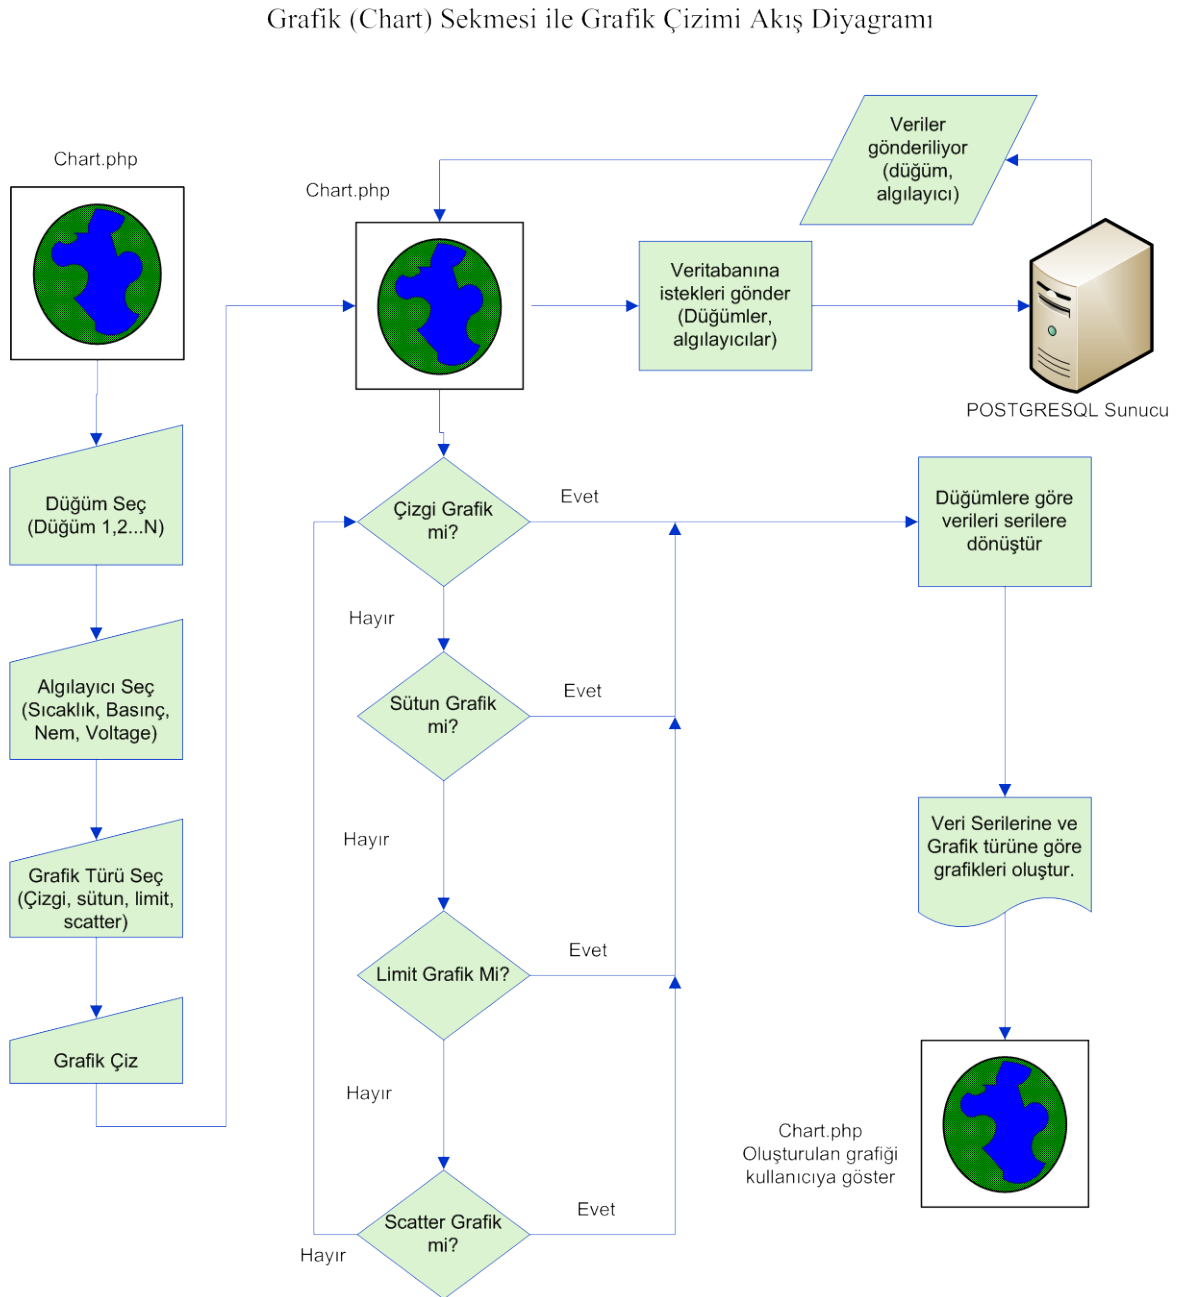 Grafik (Chart) Sekmesi ile Grafik Çizimi Akış Diyagramı
Chart.php
Düğüm Seç
(Düğüm 1,2...N)
Algılayıcı Seç
(Sıcaklık, Basınç,
Nem, Voltage)
Grafik Türü Seç
(Çizgi, sütun, limit,
scatter)
Grafik Çiz
Chart.php
Veritabanına
istekleri gönder
(Düğümler,
algılayıcılar)
POSTGRESQL Sunucu
Veriler
gönderiliyor
(düğüm,
algılayıcı)
Çizgi Grafik
mi?
Evet
Hayır
Sütun Grafik
mi?
Evet
Hayır
Limit Grafik Mi?
Evet
Hayır
Scatter Grafik
mi?
Evet
Hayır
Düğümlere göre
verileri serilere
dönüştür
Veri Serilerine ve
Grafik türüne göre
grafikleri oluştur.
Chart.php
Oluşturulan grafiği
kullanıcıya göster